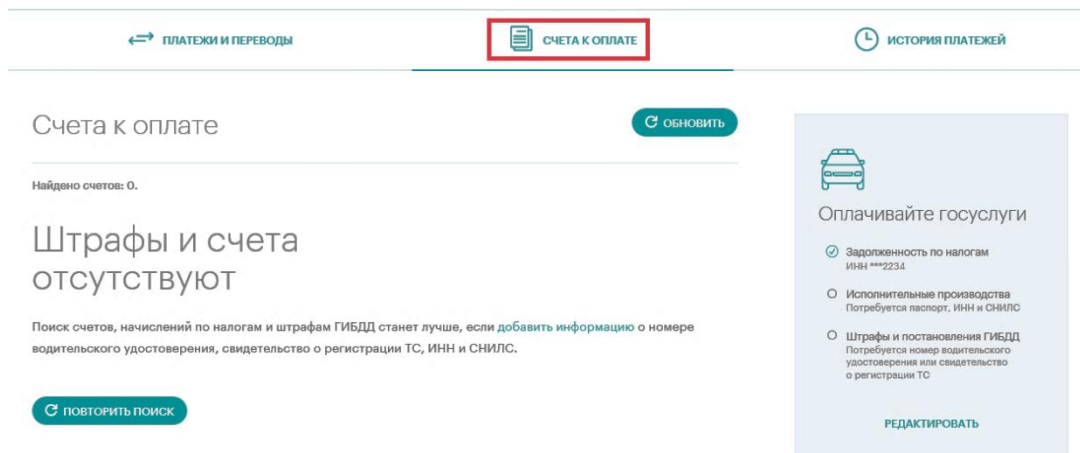 ПЛАТЕЖИ И ПЕРЕВОДЫ
СЧЕТА К ОПЛАТЕ
ИСТОРИЯ ПЛАТЕЖЕЙ
Счета к оплате
ОБНОВИТЬ
Найдено счетов: 0.
Штрафы и счета
отсутствуют
Поиск счетов, начислений по налогам и штрафам ГИБДД станет лучше, если добавить информацию о номере
водительского удостоверения, свидетельство о регистрации ТС, ИНН и СНИЛС.
ПОВТОРИТЬ ПОИСК
Оплачивайте госуслуги
Задолженность по налогам
ИНН ***2234
Исполнительные производства
Потребуется паспорт, ИНН и СНИЛС
Штрафы и постановления ГИБДД
Потребуется номер водительского
удостоверения или свидетельство
о регистрации ТС
РЕДАКТИРОВАТЬ